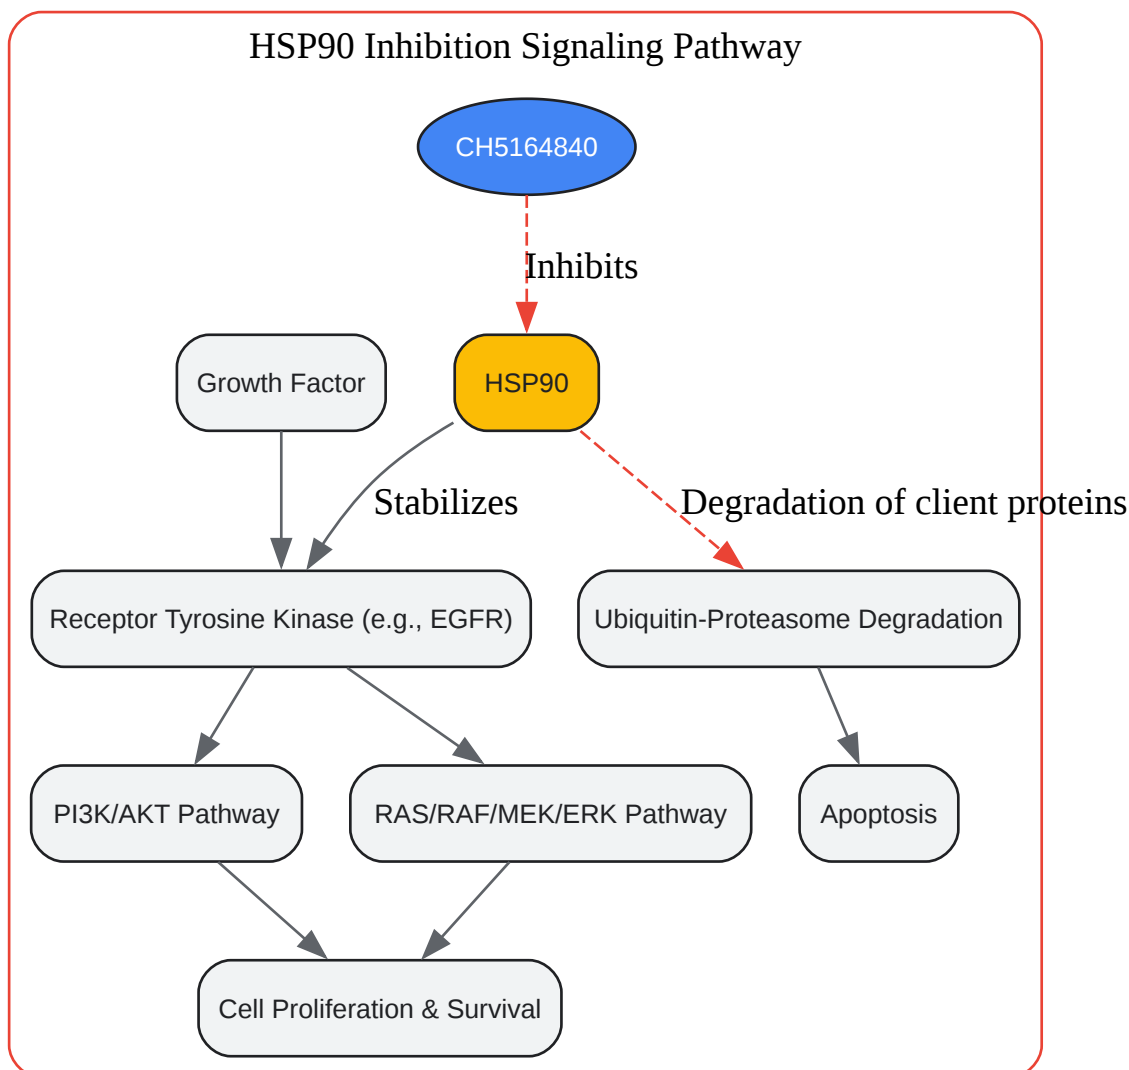 HSP90 Inhibition Signaling Pathway
CH5164840
Inhibits
Growth Factor
HSP90
Stabilizes
Degradation of client proteins
Receptor Tyrosine Kinase (e.g., EGFR)
Ubiquitin-Proteasome Degradation
PI3K/AKT Pathway
RAS/RAF/MEK/ERK Pathway
Apoptosis
Cell Proliferation & Survival